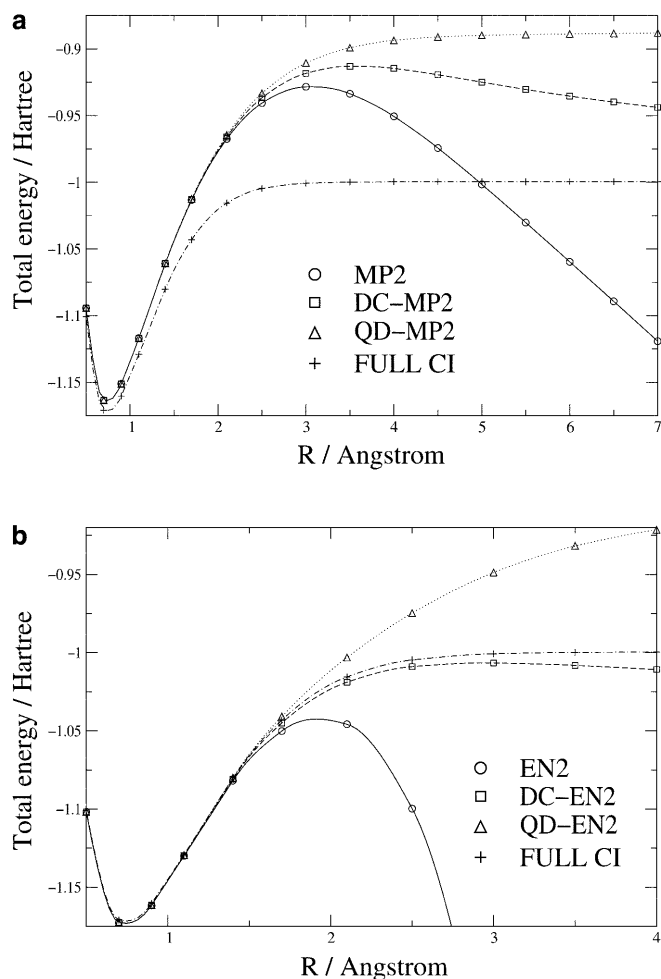 a
-0.9
-0.95
-1
-1.05
-1.1
-1.15
Total energy / Hartree
MP2
DC-MP2
QD-MP2
FULL CI
1 2 3 4 5 6 7
R / Angstrom
b
-0.95
-1
-1.05
-1.1
-1.15
Total energy / Hartree
EN2
DC-EN2
QD-EN2
FULL CI
1 2 3 4
R / Angstrom